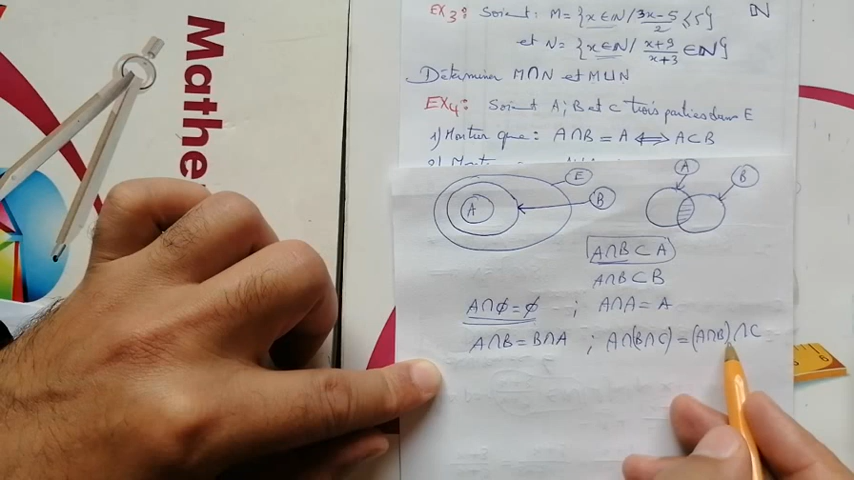 EX3: Soient: M = {x∈ℕ / 3x-5/2 ≤ 5} ℕ
et N = {x∈ℕ / x+9/x+3 ∈ ℕ}
Déterminer M∩N et M∪N
EX4: Soient A; B et C trois parties dans E
1) Montrer que: A∩B = A ⟺ A⊂B
E
A
B
A
B
A∩B ⊂ A
A∩B ⊂ B
A∩∅ = ∅ ; A∩A = A
A∩B = B∩A ; A∩(B∩C) = (A∩B)∩C
Mathe